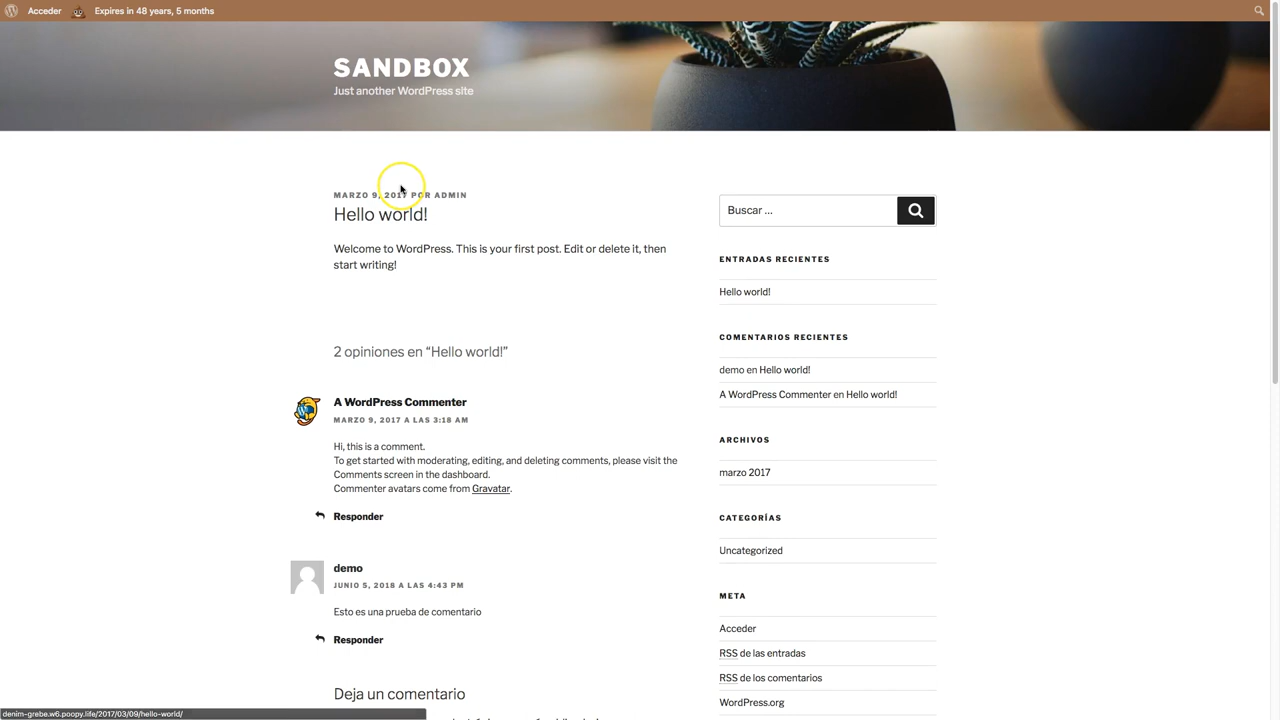 Acceder
Expires in 48 years, 5 months
SANDBOX
Just another WordPress site
MARZO 9, 2017 POR ADMIN
Hello world!
Welcome to WordPress. This is your first post. Edit or delete it, then
start writing!
2 opiniones en “Hello world!”
A WordPress Commenter
MARZO 9, 2017 A LAS 3:18 AM
Hi, this is a comment.
To get started with moderating, editing, and deleting comments, please visit the
Comments screen in the dashboard.
Commenter avatars come from Gravatar.
Responder
demo
JUNIO 5, 2018 A LAS 4:43 PM
Esto es una prueba de comentario
Responder
Deja un comentario
Buscar ...
ENTRADAS RECIENTES
Hello world!
COMENTARIOS RECIENTES
demo en Hello world!
A WordPress Commenter en Hello world!
ARCHIVOS
marzo 2017
CATEGORÍAS
Uncategorized
META
Acceder
RSS de las entradas
RSS de los comentarios
WordPress.org
denim-grebe.w6.poopy.life/2017/03/09/hello-world/